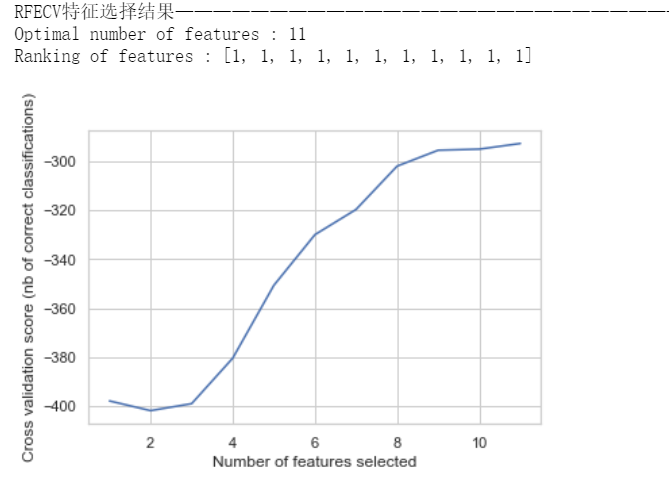 RFECV特征选择结果——————————————————————————
Optimal number of features : 11
Ranking of features : [1, 1, 1, 1, 1, 1, 1, 1, 1, 1, 1]
Cross validation score (nb of correct classifications)
−300
−320
−340
−360
−380
−400
2 4 6 8 10
Number of features selected